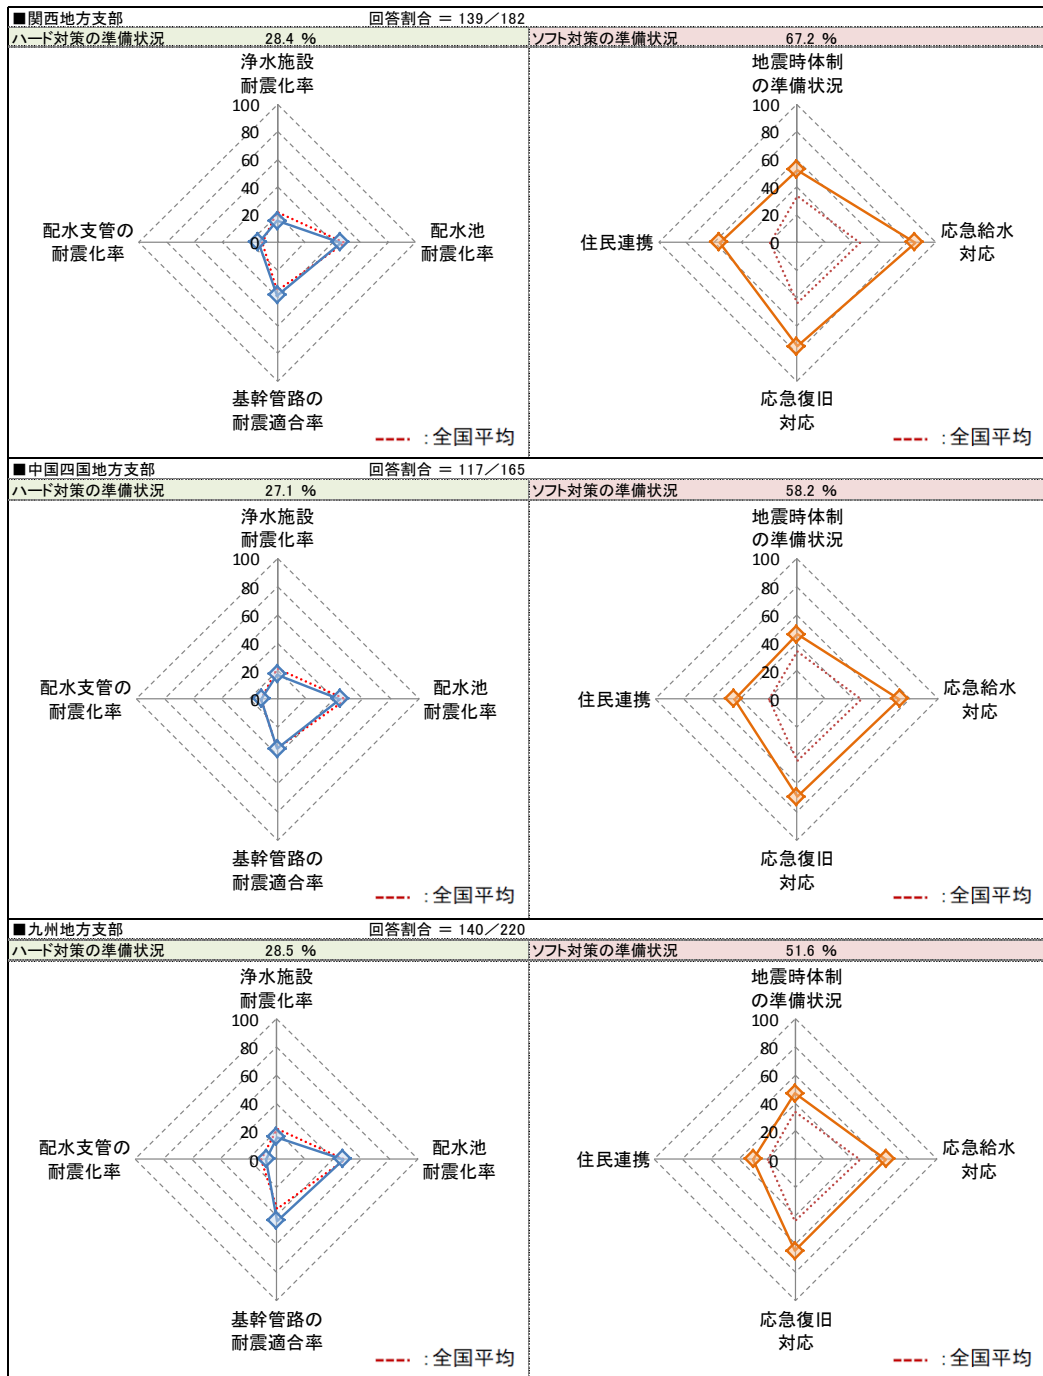 ■関西地方支部 回答割合 ＝ 139／182
ハード対策の準備状況 28.4 % ソフト対策の準備状況 67.2 %
浄水施設
耐震化率
100
80
60
40
20
0
配水支管の
耐震化率
配水池
耐震化率
基幹管路の
耐震適合率
：全国平均
地震時体制
の準備状況
100
80
60
40
20
0
住民連携
応急給水
対応
応急復旧
対応
：全国平均
■中国四国地方支部 回答割合 ＝ 117／165
ハード対策の準備状況 27.1 % ソフト対策の準備状況 58.2 %
浄水施設
耐震化率
100
80
60
40
20
0
配水支管の
耐震化率
配水池
耐震化率
基幹管路の
耐震適合率
：全国平均
地震時体制
の準備状況
100
80
60
40
20
0
住民連携
応急給水
対応
応急復旧
対応
：全国平均
■九州地方支部 回答割合 ＝ 140／220
ハード対策の準備状況 28.5 % ソフト対策の準備状況 51.6 %
浄水施設
耐震化率
100
80
60
40
20
0
配水支管の
耐震化率
配水池
耐震化率
基幹管路の
耐震適合率
：全国平均
地震時体制
の準備状況
100
80
60
40
20
0
住民連携
応急給水
対応
応急復旧
対応
：全国平均